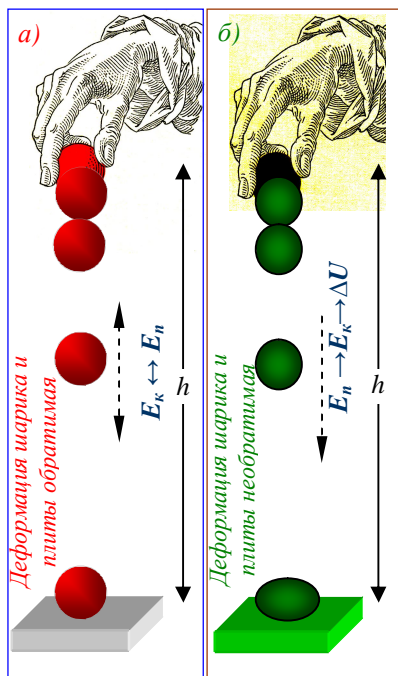 а)
Деформация шарика и
плиты обратимая
Eк ↔ Eп
h
б)
Деформация шарика и
плиты необратимая
Eп → Eк → ΔU
h